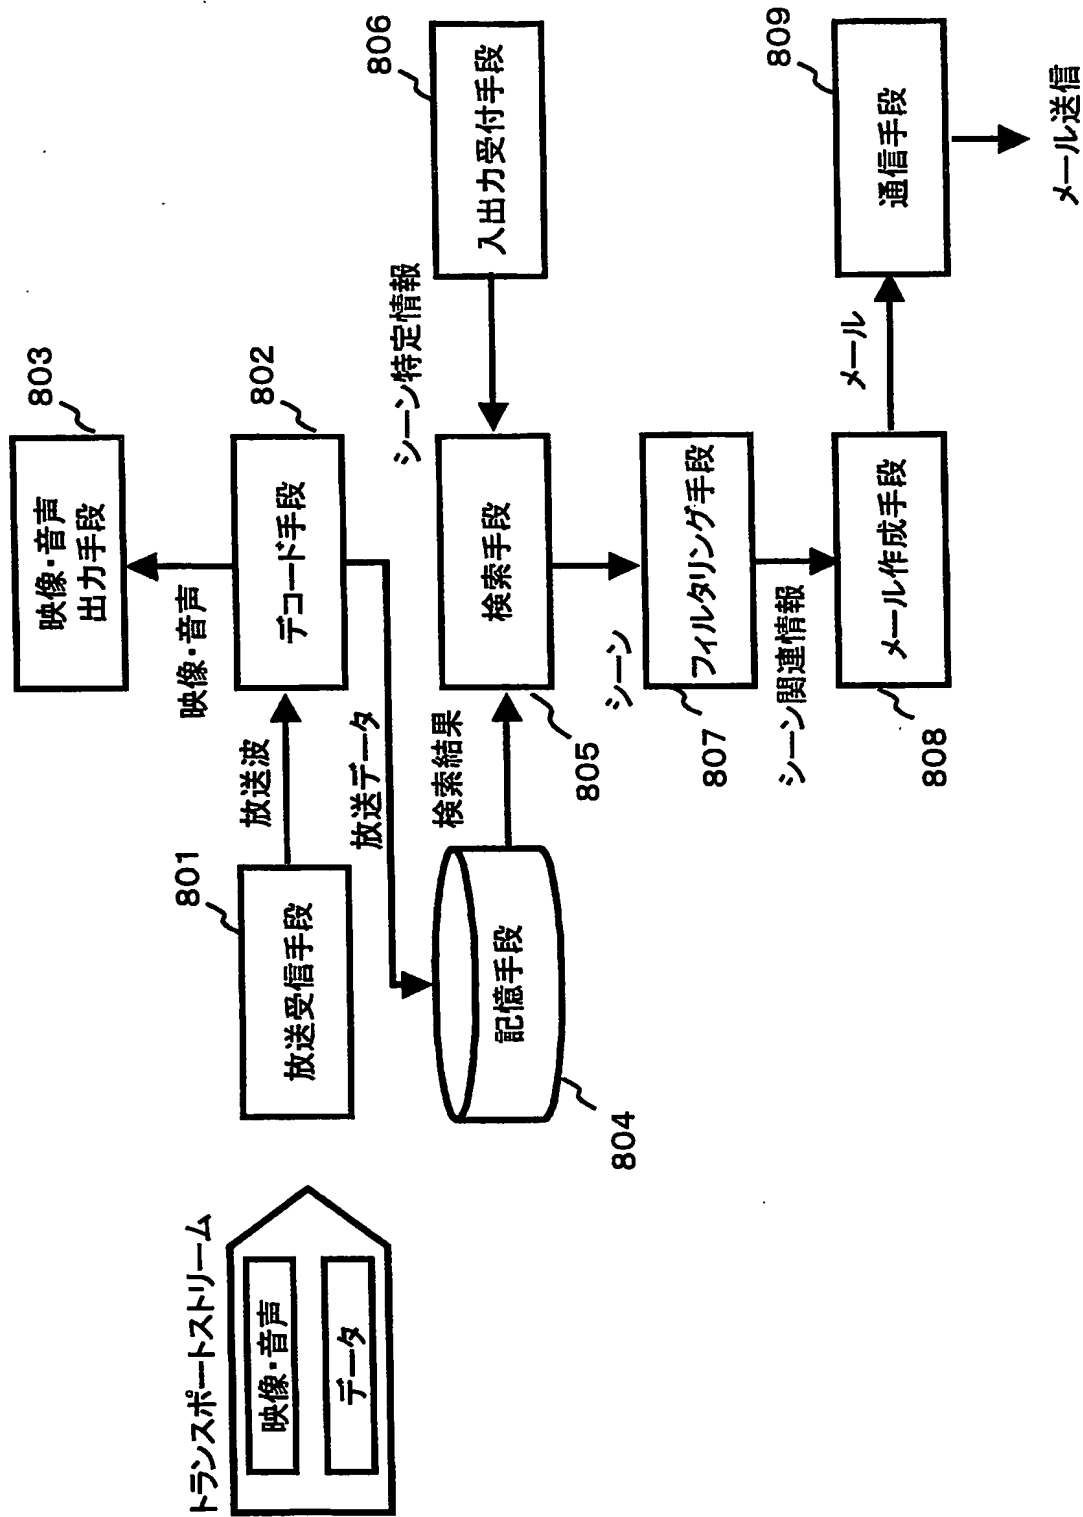 トランスポートストリーム
映像・音声
データ
801
放送受信手段
放送波
803
映像・音声
出力手段
映像・音声
802
デコード手段
放送データ
804
記憶手段
検索結果
805
検索手段
シーン特定情報
806
入出力受付手段
シーン
807
フィルタリング手段
シーン関連情報
808
メール作成手段
メール
809
通信手段
メール送信